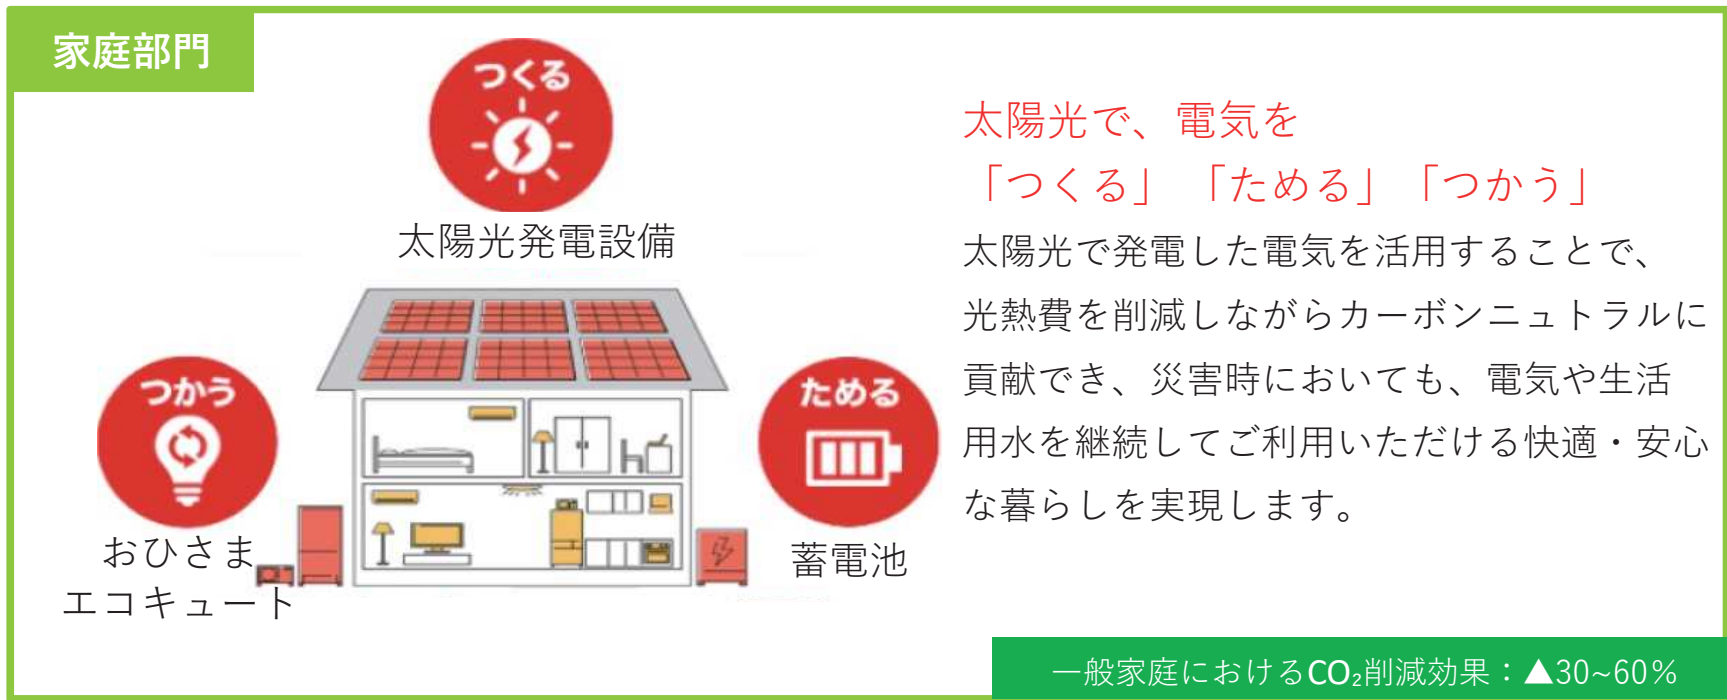 家庭部門
つくる
太陽光発電設備
つかう
おひさま
エコキュート
ためる
蓄電池
太陽光で、電気を
「つくる」「ためる」「つかう」
太陽光で発電した電気を活用することで、
光熱費を削減しながらカーボンニュトラルに
貢献でき、災害時においても、電気や生活
用水を継続してご利用いただける快適・安心
な暮らしを実現します。
一般家庭におけるCO₂削減効果：▲30~60％